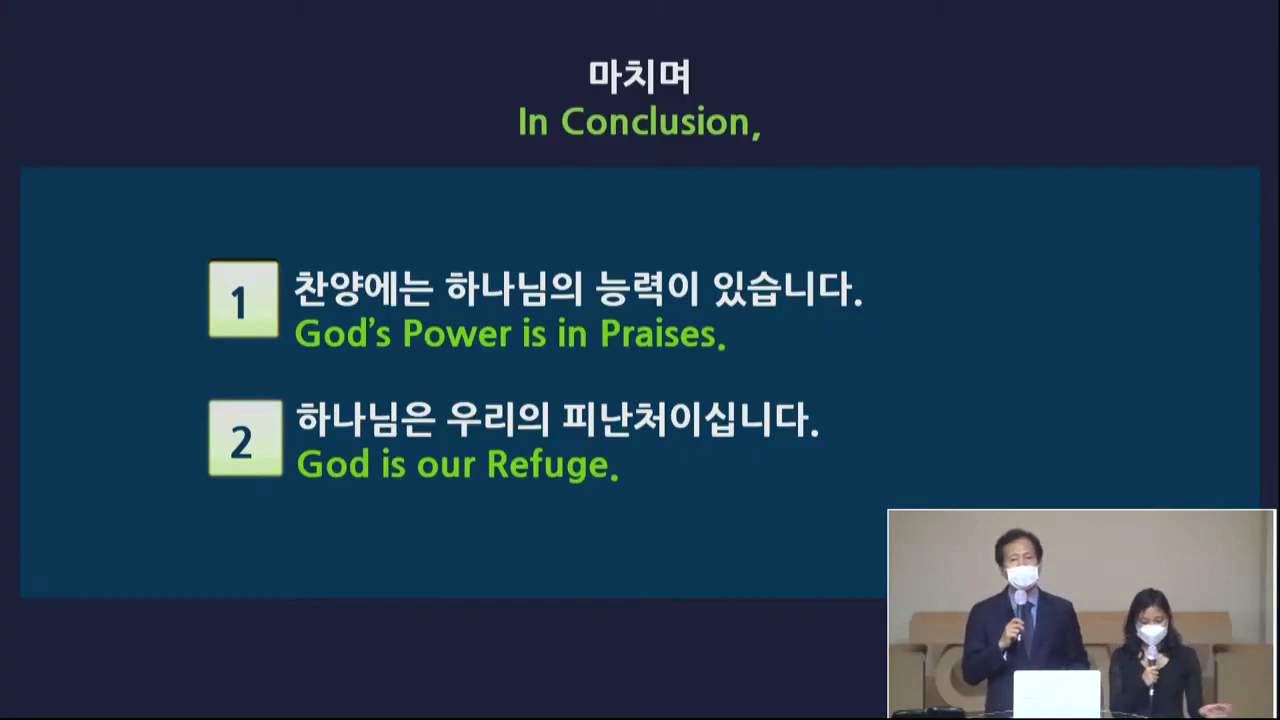 마치며
In Conclusion,
1
찬양에는 하나님의 능력이 있습니다.
God's Power is in Praises.
2
하나님은 우리의 피난처이십니다.
God is our Refuge.